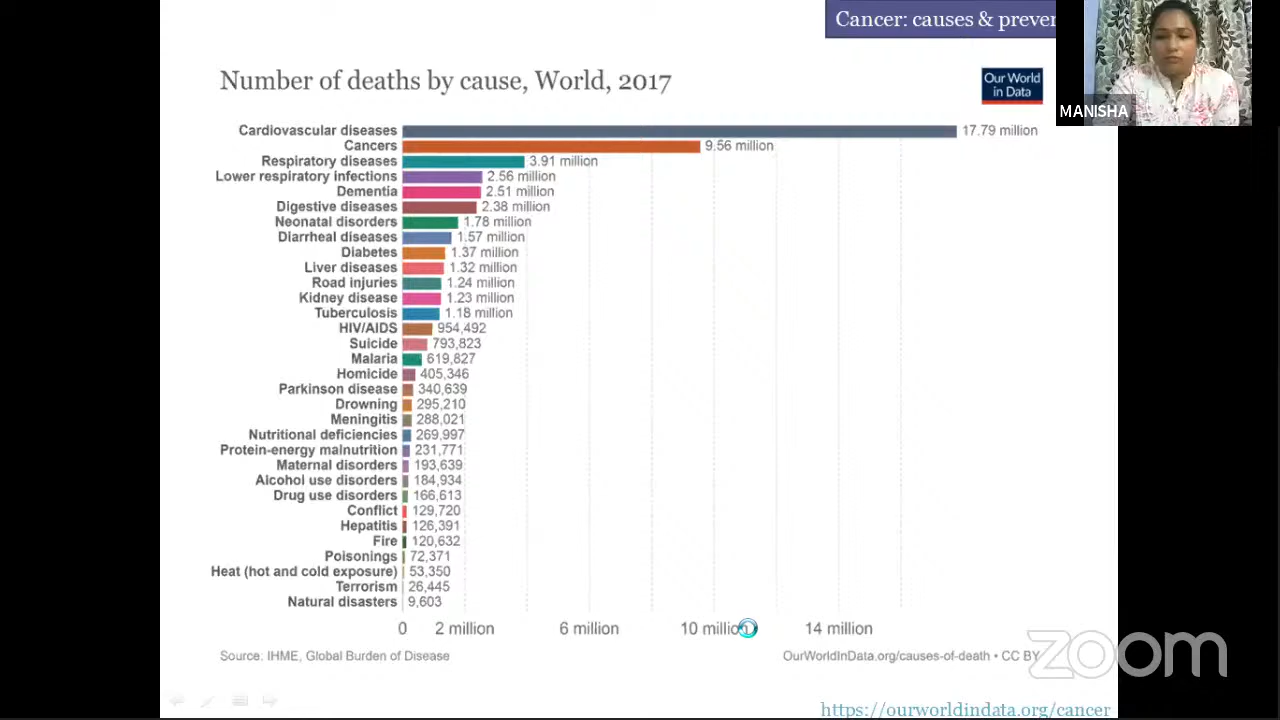 Cancer: causes & preven
MANISHA
Number of deaths by cause, World, 2017
Our World
in Data
Cardiovascular diseases 17.79 million
Cancers 9.56 million
Respiratory diseases 3.91 million
Lower respiratory infections 2.56 million
Dementia 2.51 million
Digestive diseases 2.38 million
Neonatal disorders 1.78 million
Diarrheal diseases 1.57 million
Diabetes 1.37 million
Liver diseases 1.32 million
Road injuries 1.24 million
Kidney disease 1.23 million
Tuberculosis 1.18 million
HIV/AIDS 954,492
Suicide 793,823
Malaria 619,827
Homicide 405,346
Parkinson disease 340,639
Drowning 295,210
Meningitis 288,021
Nutritional deficiencies 269,997
Protein-energy malnutrition 231,771
Maternal disorders 193,639
Alcohol use disorders 184,934
Drug use disorders 166,613
Conflict 129,720
Hepatitis 126,391
Fire 120,632
Poisonings 72,371
Heat (hot and cold exposure) 53,350
Terrorism 26,445
Natural disasters 9,603
0 2 million 6 million 10 million 14 million
Source: IHME, Global Burden of Disease OurWorldInData.org/causes-of-death • CC BY
zoom
https://ourworldindata.org/cancer